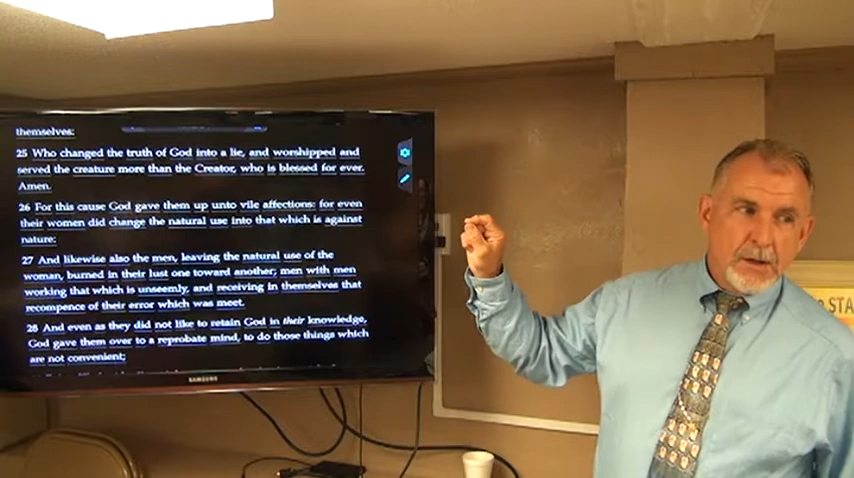 themselves:
25 Who changed the truth of God into a lie, and worshipped and
served the creature more than the Creator, who is blessed for ever.
Amen.
26 For this cause God gave them up unto vile affections: for even
their women did change the natural use into that which is against
nature:
27 And likewise also the men, leaving the natural use of the
woman, burned in their lust one toward another; men with men
working that which is unseemly, and receiving in themselves that
recompence of their error which was meet.
28 And even as they did not like to retain God in their knowledge,
God gave them over to a reprobate mind, to do those things which
are not convenient;
SAMSUNG
STA